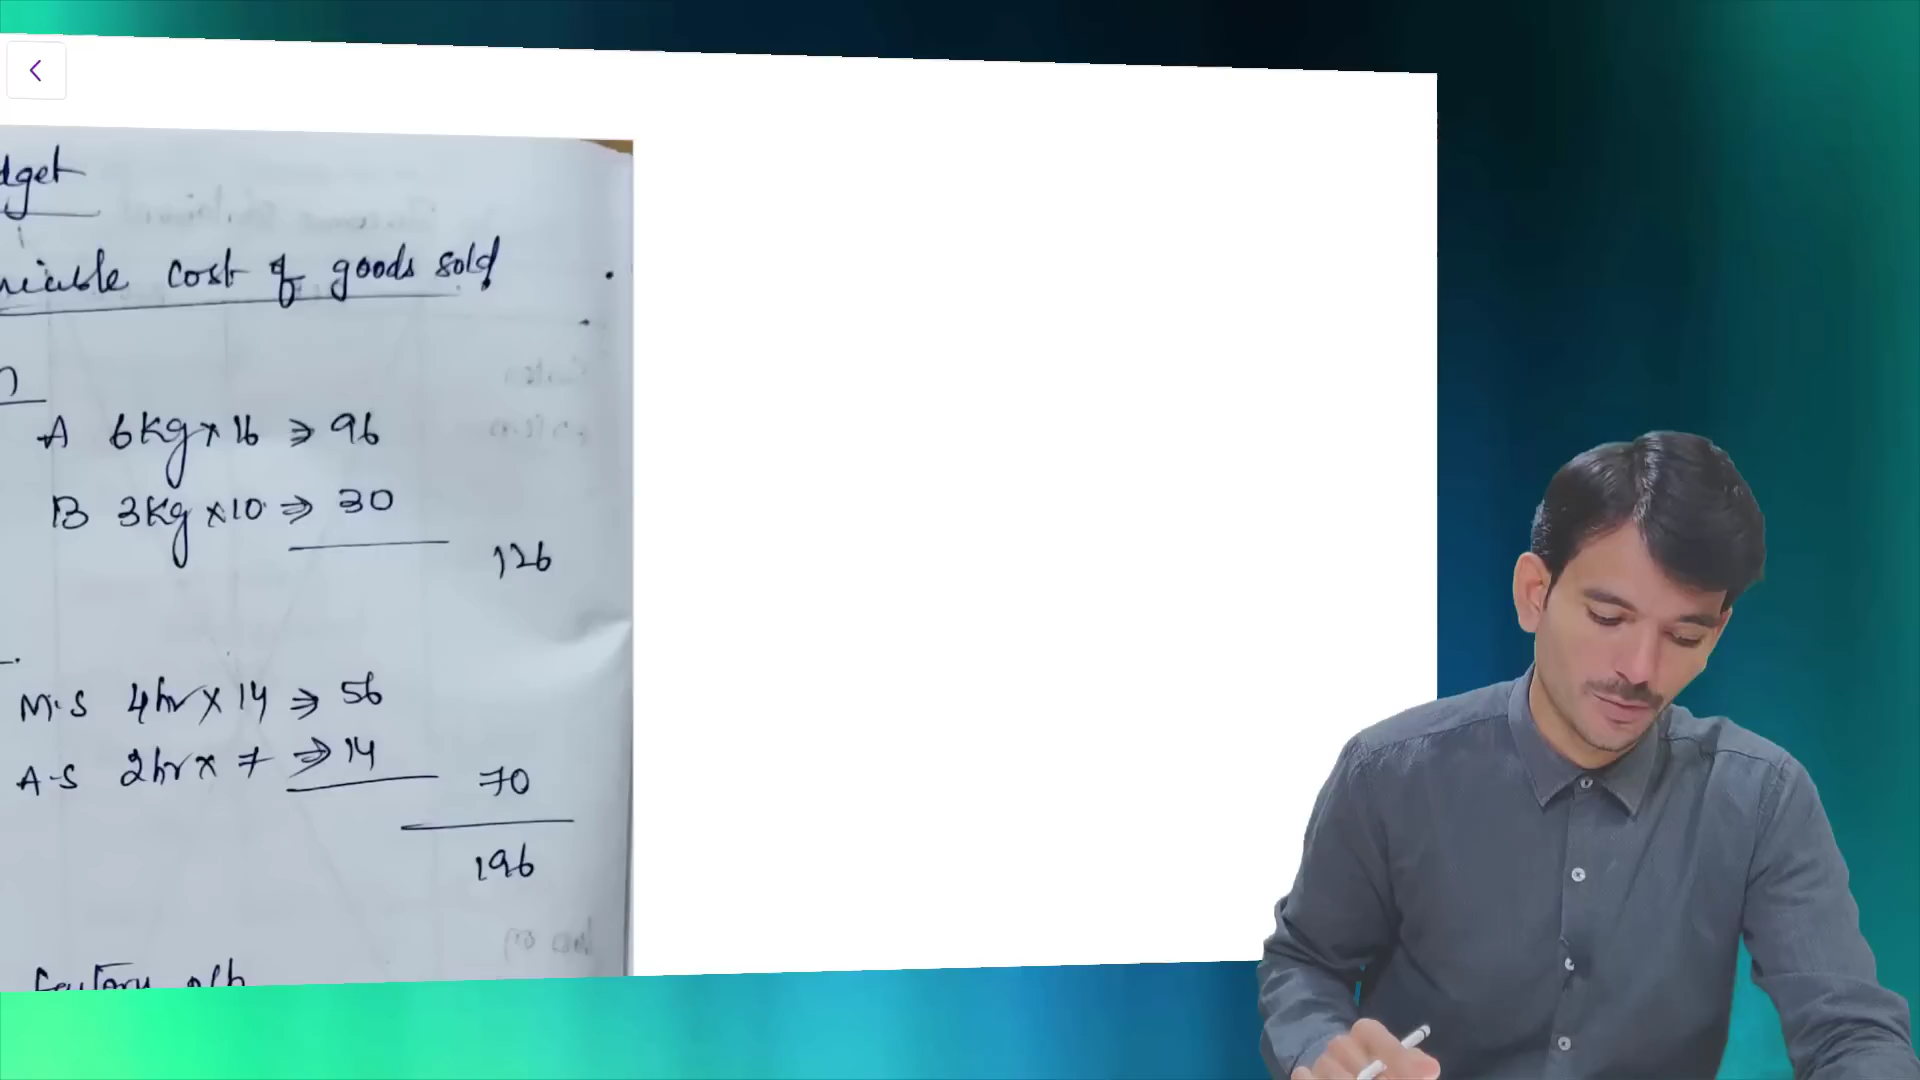 dget
riable cost of goods sold
A 6Kg x 16 ⇒ 96
B 3Kg x 10 ⇒ 30
126
M.S 4hr x 14 ⇒ 56
A-S 2hr x 7 ⇒ 14
70
196
Factory o/h